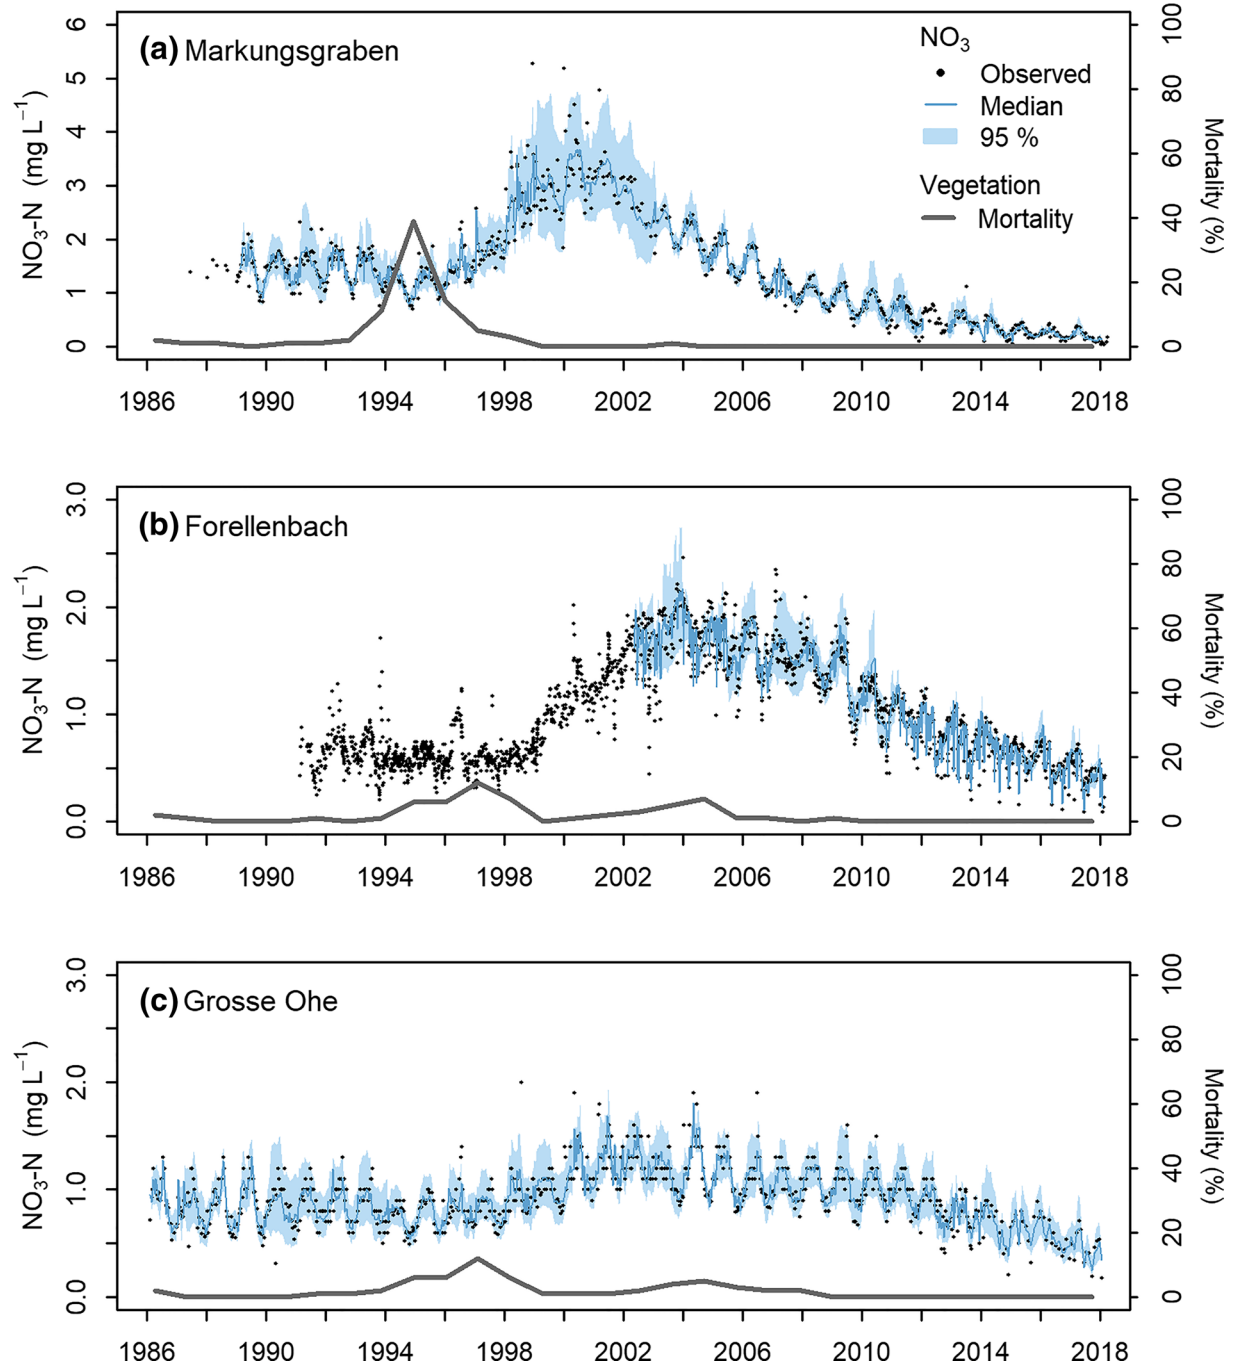 (a) Markungsgraben
NO3
Observed
Median
95 %
Vegetation
Mortality
NO3-N (mg L−1)
6
5
4
3
2
1
0
100
80
60
40
20
0
Mortality (%)
1986 1990 1994 1998 2002 2006 2010 2014 2018
(b) Forellenbach
NO3-N (mg L−1)
3.0
2.0
1.0
0.0
100
80
60
40
20
0
Mortality (%)
1986 1990 1994 1998 2002 2006 2010 2014 2018
(c) Grosse Ohe
NO3-N (mg L−1)
3.0
2.0
1.0
0.0
100
80
60
40
20
0
Mortality (%)
1986 1990 1994 1998 2002 2006 2010 2014 2018